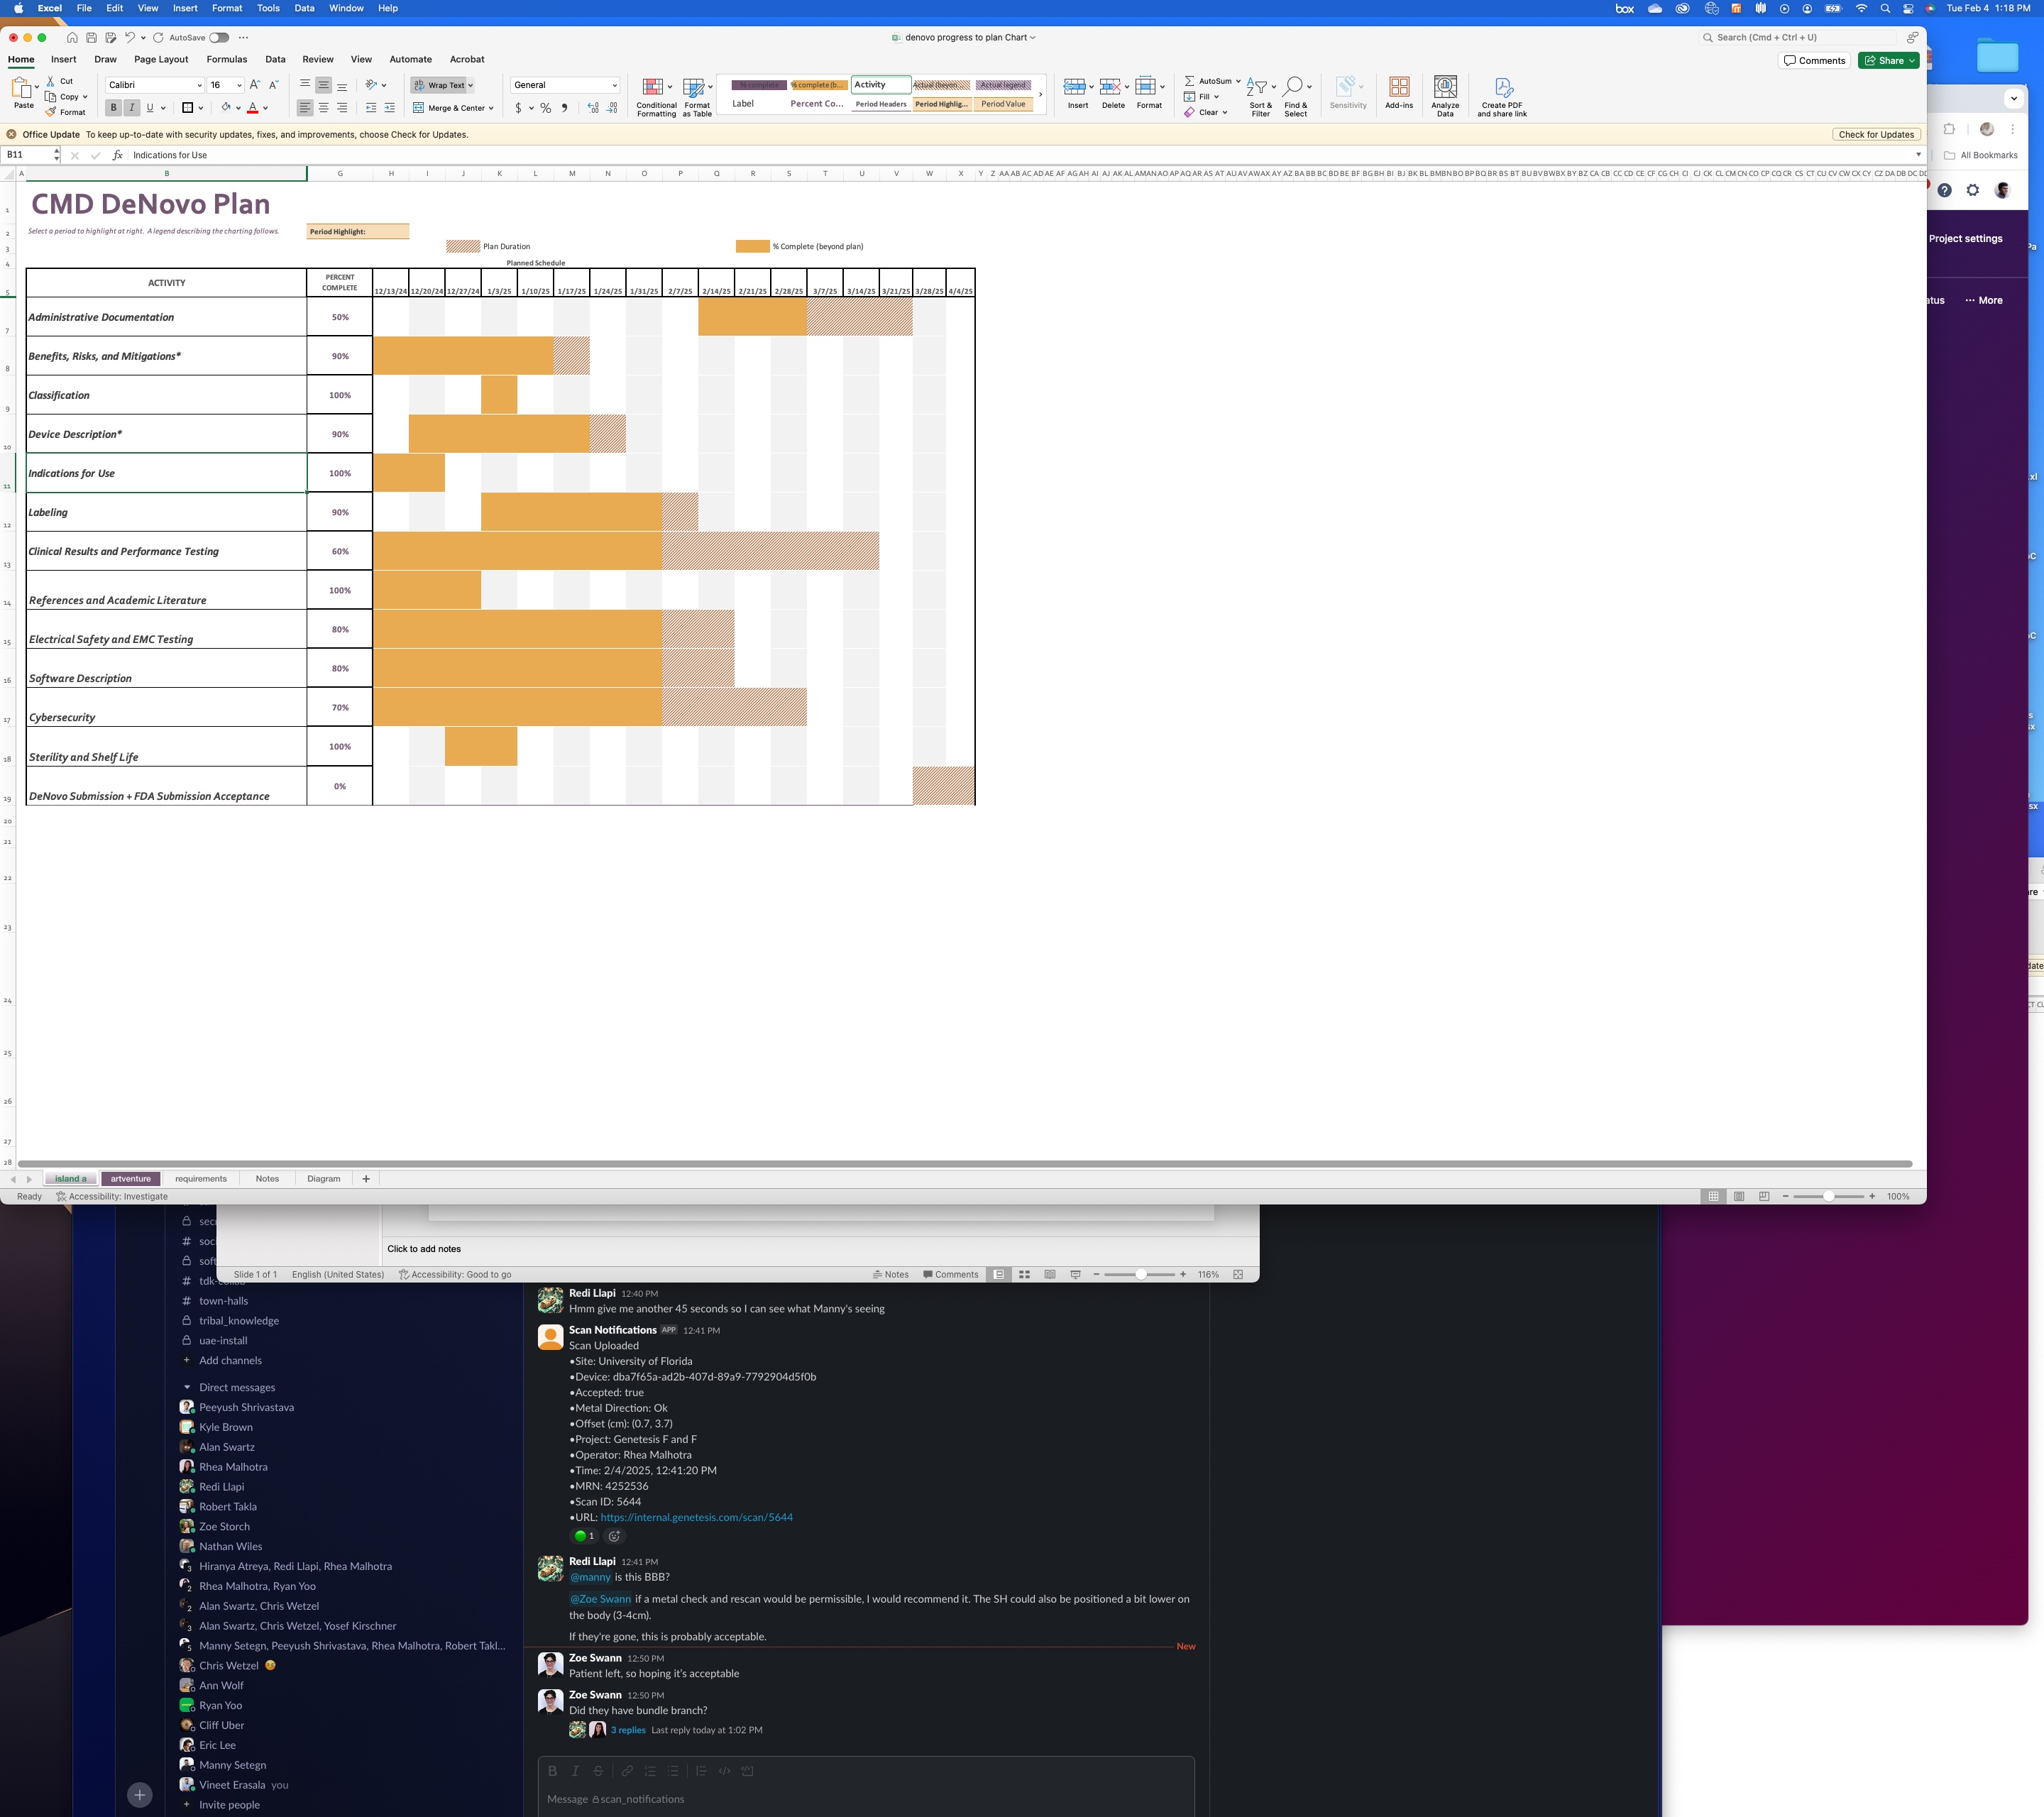 Excel File Edit View Insert Format Tools Data Window Help
box Tue Feb 4 1:18 PM
AutoSave
denovo progress to plan Chart
Search (Cmd + Ctrl + U)
Home Insert Draw Page Layout Formulas Data Review View Automate Acrobat
Comments Share
Paste Cut Copy Format
Calibri 16
Wrap Text
Merge & Center
General
Conditional Formatting
Format as Table
% complete % complete (b... Activity Actual (beyon... Actual legend
Label Percent Co... Period Headers Period Highlig... Period Value
Insert Delete Format
AutoSum
Fill
Clear
Sort & Filter
Find & Select
Sensitivity
Add-ins
Analyze Data
Create PDF and share link
Office Update To keep up-to-date with security updates, fixes, and improvements, choose Check for Updates.
Check for Updates
B11 fx Indications for Use
All Bookmarks
A B G H I J K L M N O P Q R S T U V W X Y Z
CMD DeNovo Plan
Select a period to highlight at right. A legend describing the charting follows.
Period Highlight:
Plan Duration
% Complete (beyond plan)
Planned Schedule
ACTIVITY PERCENT COMPLETE 12/13/24 12/20/24 12/27/24 1/3/25 1/10/25 1/17/25 1/24/25 1/31/25 2/7/25 2/14/25 2/21/25 2/28/25 3/7/25 3/14/25 3/21/25 3/28/25 4/4/25
Administrative Documentation 50%
Benefits, Risks, and Mitigations* 90%
Classification 100%
Device Description* 90%
Indications for Use 100%
Labeling 90%
Clinical Results and Performance Testing 60%
References and Academic Literature 100%
Electrical Safety and EMC Testing 80%
Software Description 80%
Cybersecurity 70%
Sterility and Shelf Life 100%
DeNovo Submission + FDA Submission Acceptance 0%
Project settings
More
island a artventure requirements Notes Diagram +
Ready Accessibility: Investigate
100%
Click to add notes
Slide 1 of 1 English (United States) Accessibility: Good to go
Notes Comments 116%
town-halls
tribal_knowledge
uae-install
Add channels
Direct messages
Peeyush Shrivastava
Kyle Brown
Alan Swartz
Rhea Malhotra
Redi Llapi
Robert Takla
Zoe Storch
Nathan Wiles
Hiranya Atreya, Redi Llapi, Rhea Malhotra
Rhea Malhotra, Ryan Yoo
Alan Swartz, Chris Wetzel
Alan Swartz, Chris Wetzel, Yosef Kirschner
Manny Setegn, Peeyush Shrivastava, Rhea Malhotra, Robert Takl...
Chris Wetzel
Ann Wolf
Ryan Yoo
Cliff Uber
Eric Lee
Manny Setegn
Vineet Erasala you
Invite people
Redi Llapi 12:40 PM
Hmm give me another 45 seconds so I can see what Manny's seeing
Scan Notifications APP 12:41 PM
Scan Uploaded
•Site: University of Florida
•Device: dba7f65a-ad2b-407d-89a9-7792904d5f0b
•Accepted: true
•Metal Direction: Ok
•Offset (cm): (0.7, 3.7)
•Project: Genetesis F and F
•Operator: Rhea Malhotra
•Time: 2/4/2025, 12:41:20 PM
•MRN: 4252536
•Scan ID: 5644
•URL: https://internal.genetesis.com/scan/5644
1
Redi Llapi 12:41 PM
@manny is this BBB?
@Zoe Swann if a metal check and rescan would be permissible, I would recommend it. The SH could also be positioned a bit lower on
the body (3-4cm).
If they're gone, this is probably acceptable.
New
Zoe Swann 12:50 PM
Patient left, so hoping it's acceptable
Zoe Swann 12:50 PM
Did they have bundle branch?
3 replies Last reply today at 1:02 PM
Message scan_notifications